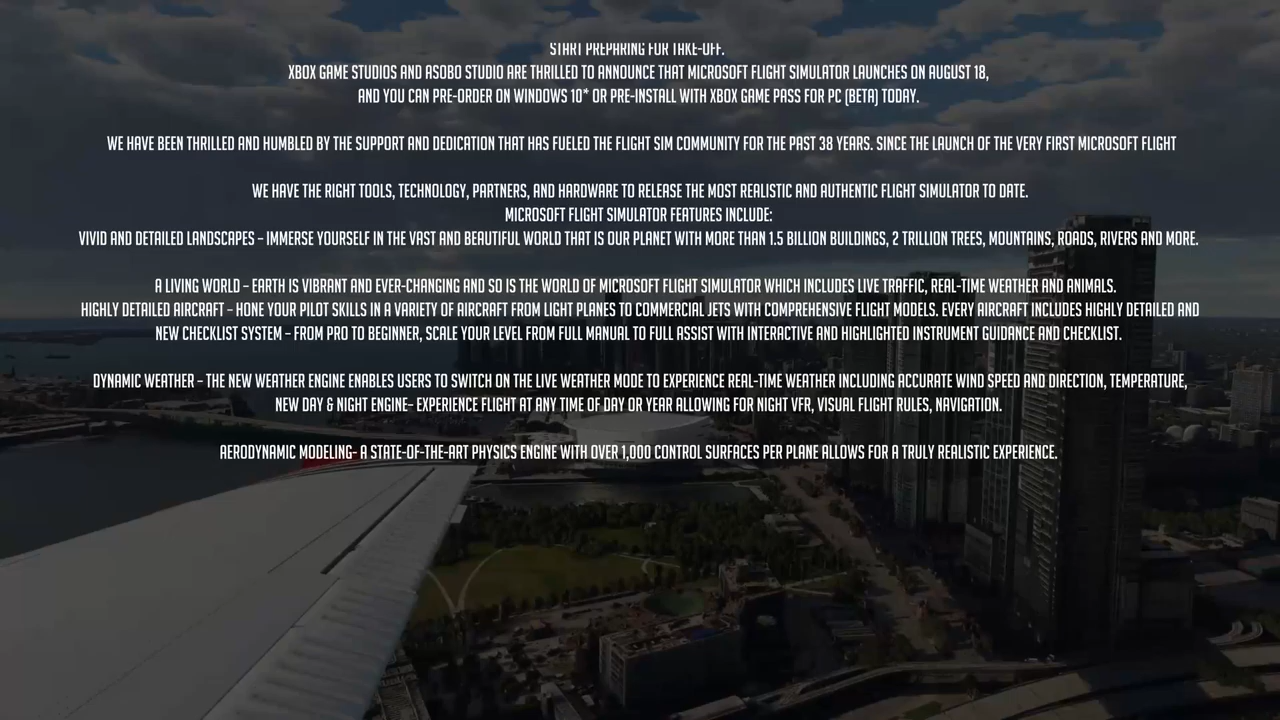 START PREPARING FOR TAKE-OFF.
XBOX GAME STUDIOS AND ASOBO STUDIO ARE THRILLED TO ANNOUNCE THAT MICROSOFT FLIGHT SIMULATOR LAUNCHES ON AUGUST 18,
AND YOU CAN PRE-ORDER ON WINDOWS 10* OR PRE-INSTALL WITH XBOX GAME PASS FOR PC (BETA) TODAY.
WE HAVE BEEN THRILLED AND HUMBLED BY THE SUPPORT AND DEDICATION THAT HAS FUELED THE FLIGHT SIM COMMUNITY FOR THE PAST 38 YEARS. SINCE THE LAUNCH OF THE VERY FIRST MICROSOFT FLIGHT
WE HAVE THE RIGHT TOOLS, TECHNOLOGY, PARTNERS, AND HARDWARE TO RELEASE THE MOST REALISTIC AND AUTHENTIC FLIGHT SIMULATOR TO DATE.
MICROSOFT FLIGHT SIMULATOR FEATURES INCLUDE:
VIVID AND DETAILED LANDSCAPES – IMMERSE YOURSELF IN THE VAST AND BEAUTIFUL WORLD THAT IS OUR PLANET WITH MORE THAN 1.5 BILLION BUILDINGS, 2 TRILLION TREES, MOUNTAINS, ROADS, RIVERS AND MORE.
A LIVING WORLD – EARTH IS VIBRANT AND EVER-CHANGING AND SO IS THE WORLD OF MICROSOFT FLIGHT SIMULATOR WHICH INCLUDES LIVE TRAFFIC, REAL-TIME WEATHER AND ANIMALS.
HIGHLY DETAILED AIRCRAFT – HONE YOUR PILOT SKILLS IN A VARIETY OF AIRCRAFT FROM LIGHT PLANES TO COMMERCIAL JETS WITH COMPREHENSIVE FLIGHT MODELS. EVERY AIRCRAFT INCLUDES HIGHLY DETAILED AND
NEW CHECKLIST SYSTEM – FROM PRO TO BEGINNER, SCALE YOUR LEVEL FROM FULL MANUAL TO FULL ASSIST WITH INTERACTIVE AND HIGHLIGHTED INSTRUMENT GUIDANCE AND CHECKLIST.
DYNAMIC WEATHER – THE NEW WEATHER ENGINE ENABLES USERS TO SWITCH ON THE LIVE WEATHER MODE TO EXPERIENCE REAL-TIME WEATHER INCLUDING ACCURATE WIND SPEED AND DIRECTION, TEMPERATURE,
NEW DAY & NIGHT ENGINE– EXPERIENCE FLIGHT AT ANY TIME OF DAY OR YEAR ALLOWING FOR NIGHT VFR, VISUAL FLIGHT RULES, NAVIGATION.
AERODYNAMIC MODELING– A STATE-OF-THE-ART PHYSICS ENGINE WITH OVER 1,000 CONTROL SURFACES PER PLANE ALLOWS FOR A TRULY REALISTIC EXPERIENCE.